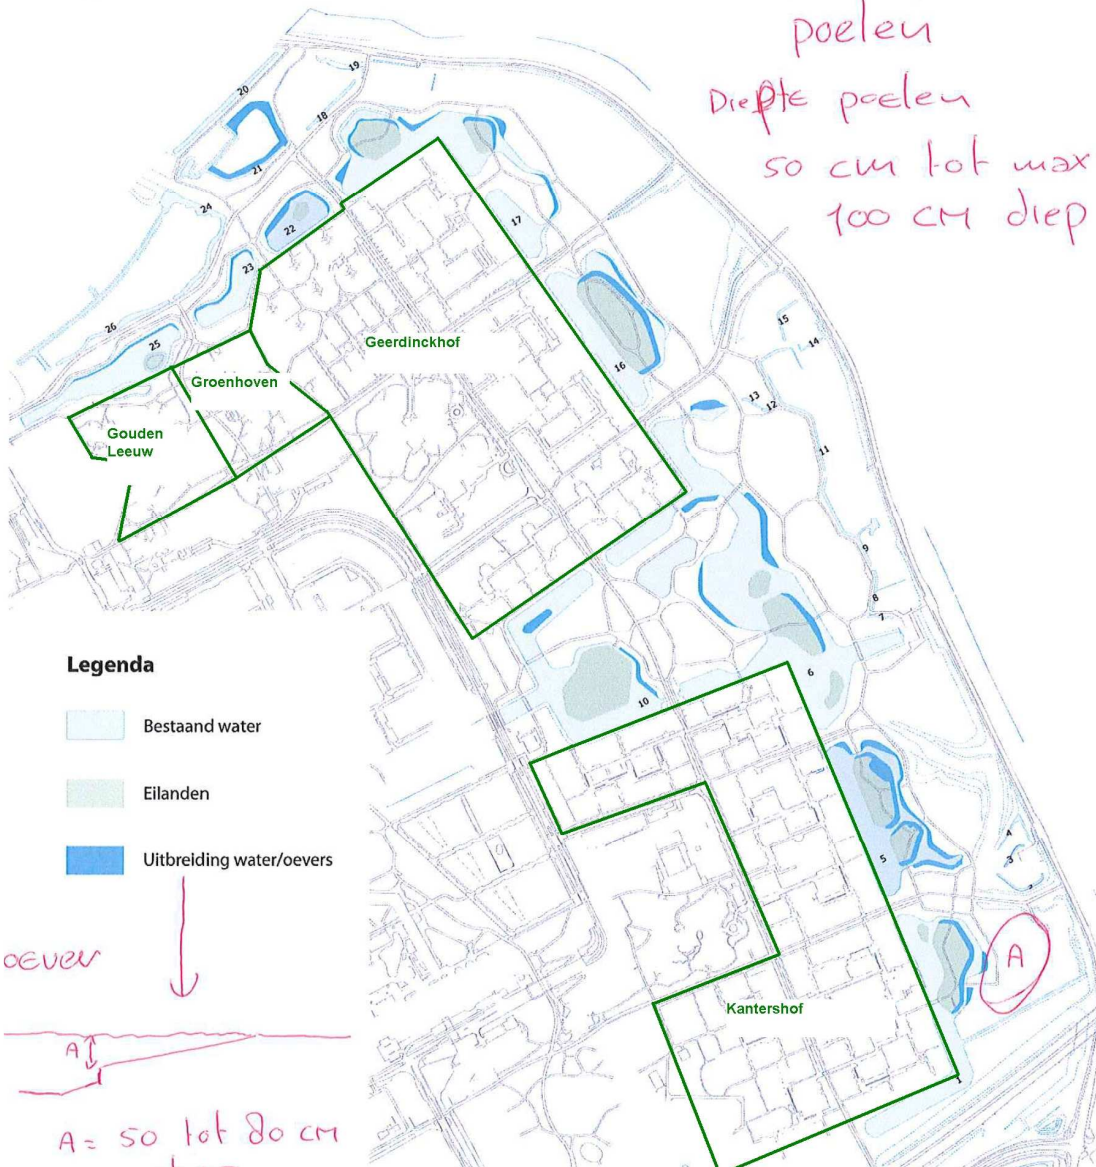 poelen
Diepte poelen
50 cm tot max
100 cm diep
20
19
18
21
24
22
17
23
26
25
Geerdinckhof
Groenhoven
Gouden
Leeuw
16
15
14
13
12
11
9
8
7
6
10
5
4
3
A
Kantershof
1
Legenda
Bestaand water
Eilanden
Uitbreiding water/oevers
oever
A
A = 50 tot 80 cm